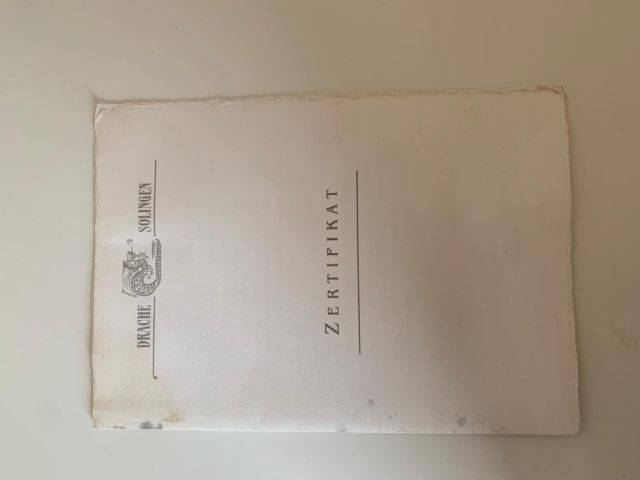 DRACHE SOLINGEN
ZERTIFIKAT